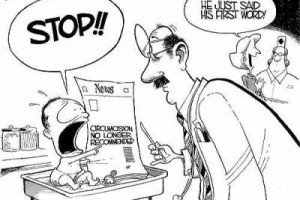 STOP!!
HE JUST SAID
HIS FIRST WORD!
News
CIRCUMCISION
NO LONGER
RECOMMENDED